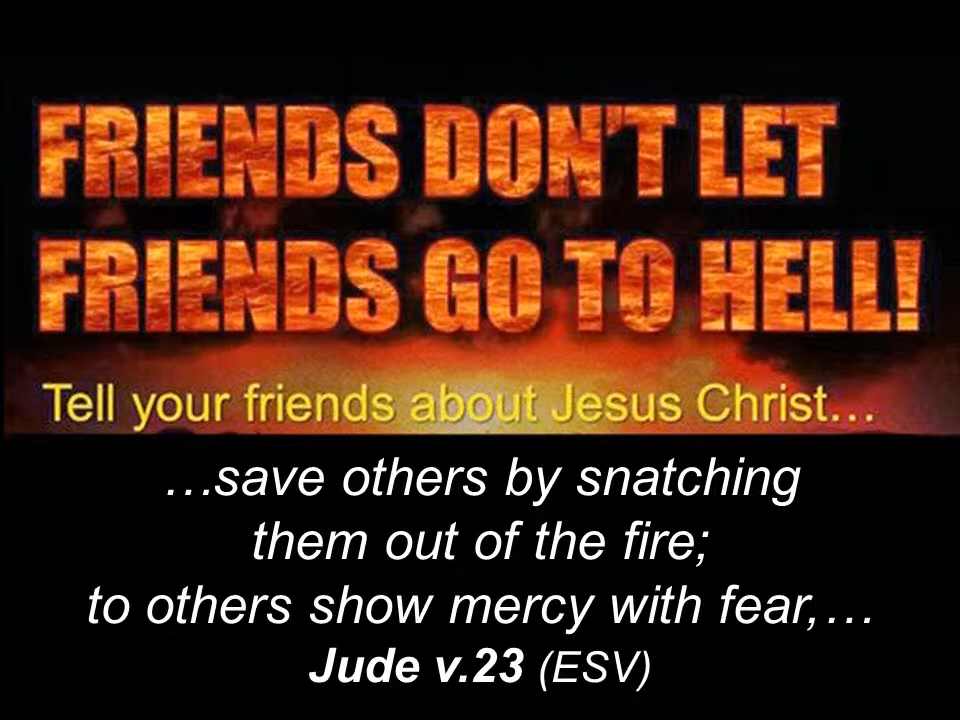 FRIENDS DON'T LET
FRIENDS GO TO HELL!
Tell your friends about Jesus Christ…
…save others by snatching
them out of the fire;
to others show mercy with fear,…
Jude v.23 (ESV)